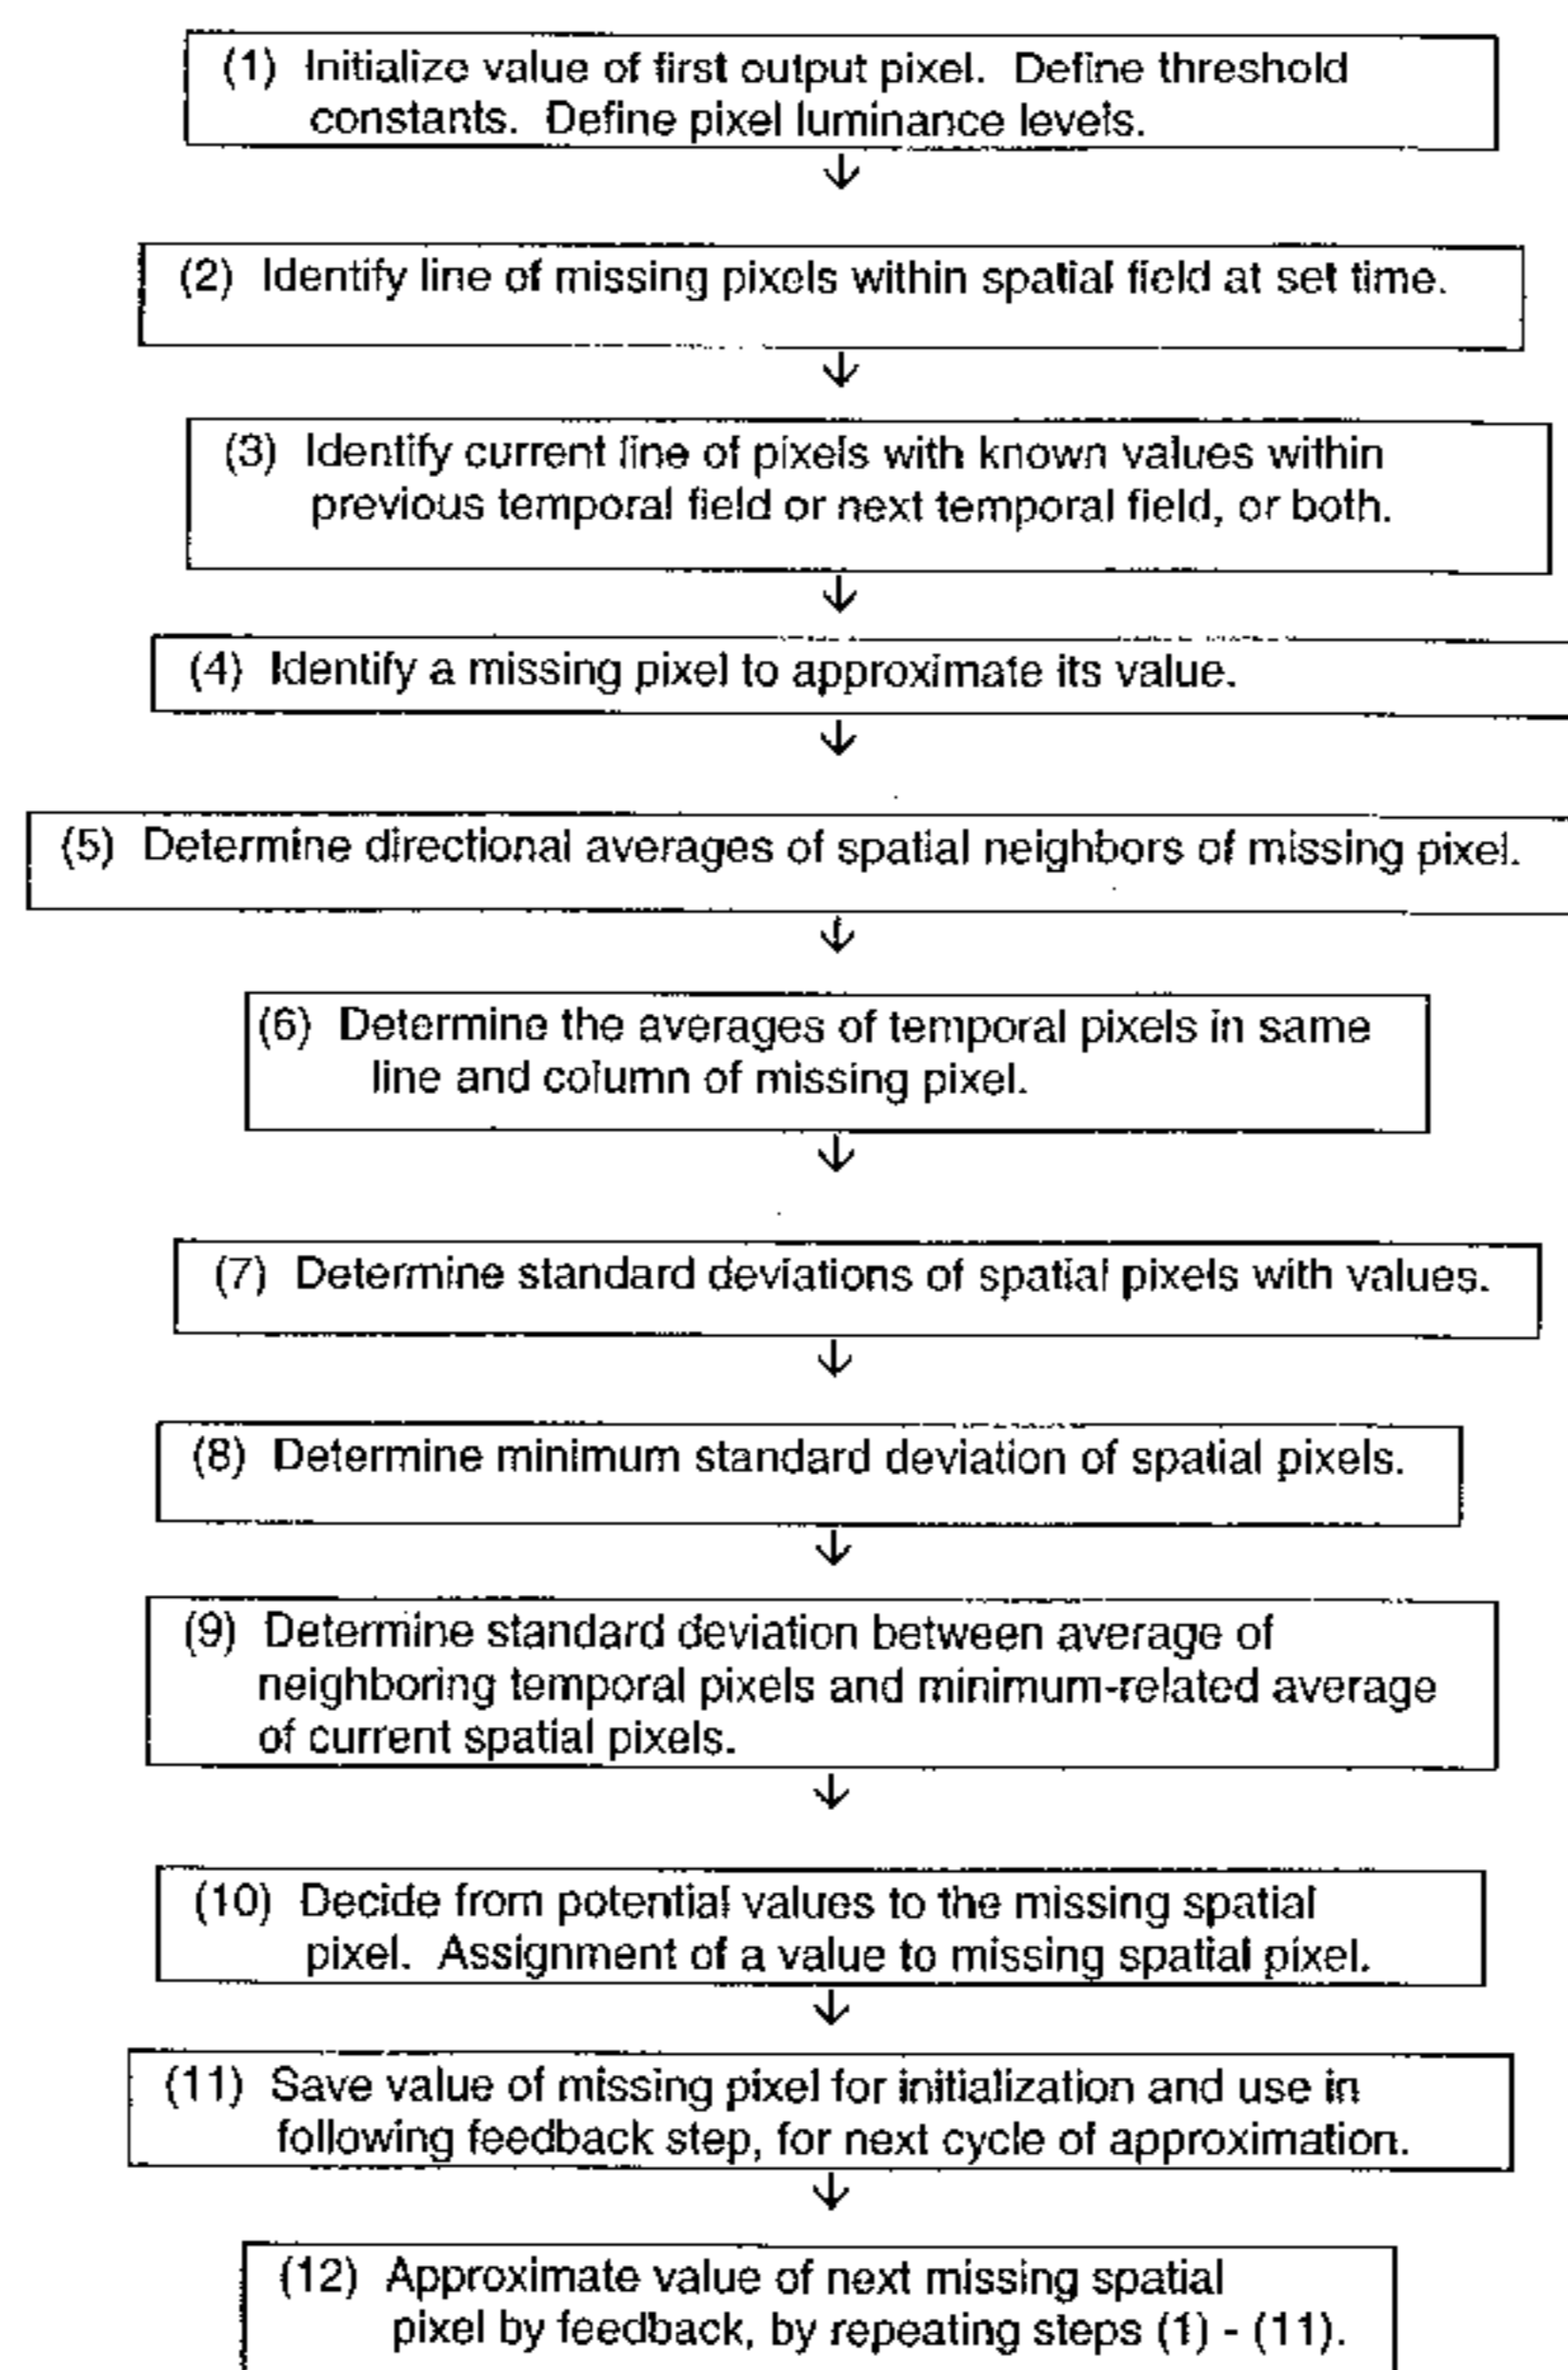 (1) Initialize value of first output pixel. Define threshold
constants. Define pixel luminance levels.
(2) Identify line of missing pixels within spatial field at set time.
(3) Identify current line of pixels with known values within
previous temporal field or next temporal field, or both.
(4) Identify a missing pixel to approximate its value.
(5) Determine directional averages of spatial neighbors of missing pixel.
(6) Determine the averages of temporal pixels in same
line and column of missing pixel.
(7) Determine standard deviations of spatial pixels with values.
(8) Determine minimum standard deviation of spatial pixels.
(9) Determine standard deviation between average of
neighboring temporal pixels and minimum-related average
of current spatial pixels.
(10) Decide from potential values to the missing spatial
pixel. Assignment of a value to missing spatial pixel.
(11) Save value of missing pixel for initialization and use in
following feedback step, for next cycle of approximation.
(12) Approximate value of next missing spatial
pixel by feedback, by repeating steps (1) - (11).